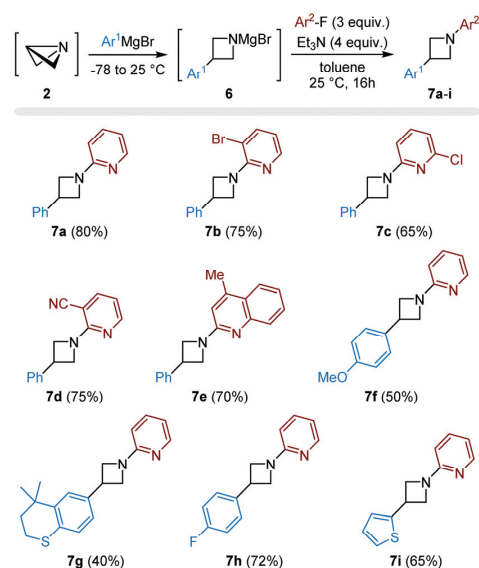 N
Ar¹MgBr
-78 to 25 °C
2
NMgBr
Ar¹
6
Ar²-F (3 equiv.)
Et₃N (4 equiv.)
toluene
25 °C, 16h
N Ar²
Ar¹
7a-i
N N
Ph
7a (80%)
Br
N N
Ph
7b (75%)
N N Cl
Ph
7c (65%)
NC
N N
Ph
7d (75%)
Me
N N
Ph
7e (70%)
N N
MeO
7f (50%)
N N
S
7g (40%)
N N
F
7h (72%)
N N
S
7i (65%)